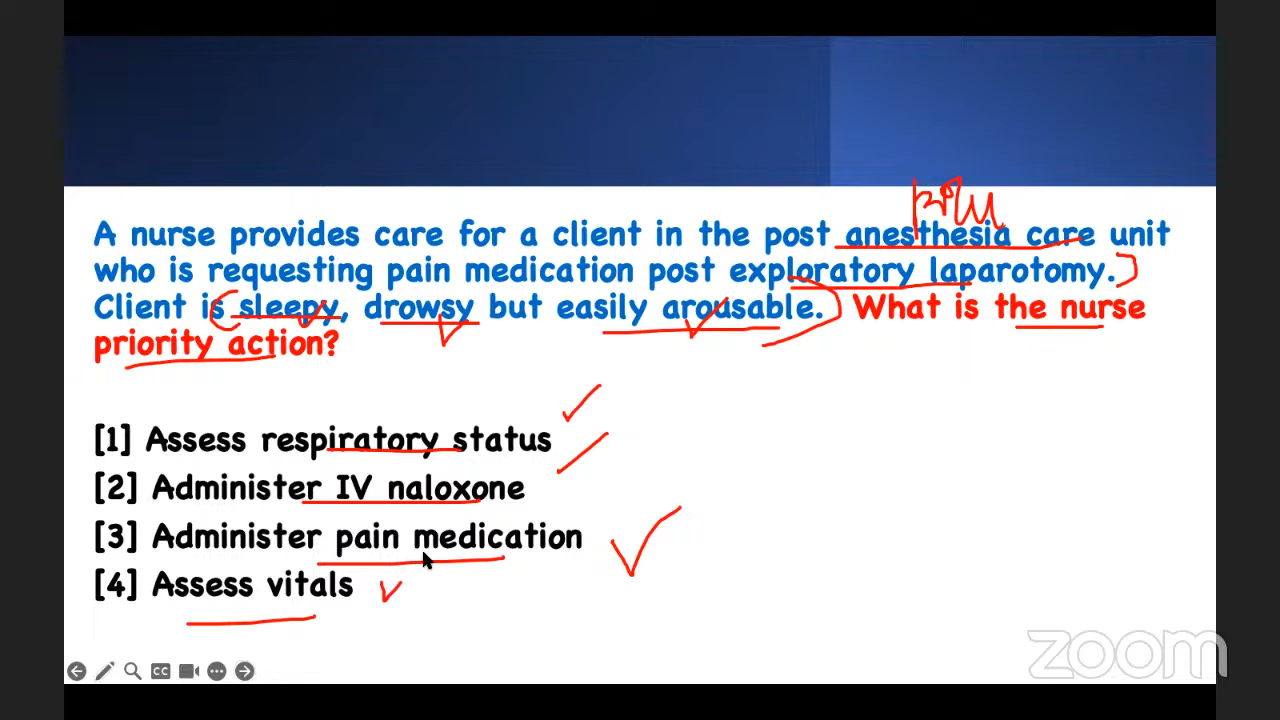 A nurse provides care for a client in the post anesthesia care unit
who is requesting pain medication post exploratory laparotomy.
Client is sleepy, drowsy but easily arousable. What is the nurse
priority action?
[1] Assess respiratory status
[2] Administer IV naloxone
[3] Administer pain medication
[4] Assess vitals
CC
zoom